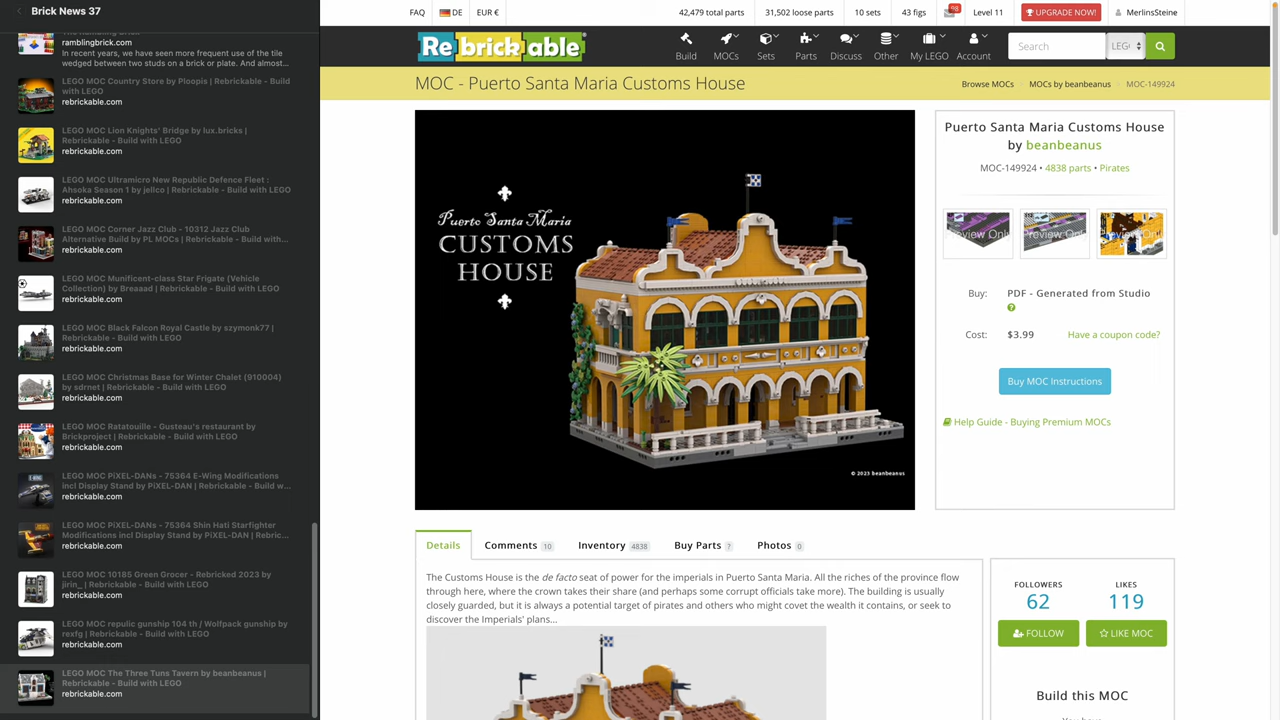 Brick News 37
ramblingbrick.com
In recent years, we have seen more frequent use of the tile
wedged between two studs on a brick or plate. And almost…
LEGO MOC Country Store by Ploopis | Rebrickable - Build
with LEGO
rebrickable.com
LEGO MOC Lion Knights' Bridge by lux.bricks |
Rebrickable - Build with LEGO
rebrickable.com
LEGO MOC Ultramicro New Republic Defence Fleet :
Ahsoka Season 1 by jellco | Rebrickable - Build with LEGO
rebrickable.com
LEGO MOC Corner Jazz Club - 10312 Jazz Club
Alternative Build by PL MOCs | Rebrickable - Build with…
rebrickable.com
LEGO MOC Munificent-class Star Frigate (Vehicle
Collection) by Breaaad | Rebrickable - Build with LEGO
rebrickable.com
LEGO MOC Black Falcon Royal Castle by szymonk77 |
Rebrickable - Build with LEGO
rebrickable.com
LEGO MOC Christmas Base for Winter Chalet (910004)
by sdrnet | Rebrickable - Build with LEGO
rebrickable.com
LEGO MOC Ratatouille - Gusteau's restaurant by
Brickproject | Rebrickable - Build with LEGO
rebrickable.com
LEGO MOC PiXEL-DANs - 75364 E-Wing Modifications
incl Display Stand by PiXEL-DAN | Rebrickable - Build w…
rebrickable.com
LEGO MOC PiXEL-DANs - 75364 Shin Hati Starfighter
Modifications incl Display Stand by PiXEL-DAN | Rebric…
rebrickable.com
LEGO MOC 10185 Green Grocer - Rebricked 2023 by
jirin_ | Rebrickable - Build with LEGO
rebrickable.com
LEGO MOC repulic gunship 104 th / Wolfpack gunship by
rexfg | Rebrickable - Build with LEGO
rebrickable.com
LEGO MOC The Three Tuns Tavern by beanbeanus |
Rebrickable - Build with LEGO
rebrickable.com
FAQ DE EUR € 42,479 total parts 31,502 loose parts 10 sets 43 figs Level 11 UPGRADE NOW! MerlinsSteine
Rebrickable
Build MOCs Sets Parts Discuss Other My LEGO Account
Search LEG
MOC - Puerto Santa Maria Customs House
Browse MOCs MOCs by beanbeanus MOC-149924
Puerto Santa Maria
CUSTOMS
HOUSE
© 2023 beanbeanus
Puerto Santa Maria Customs House
by beanbeanus
MOC-149924 • 4838 parts • Pirates
Preview Only Preview Only Preview Only
Buy: PDF - Generated from Studio
Cost: $3.99 Have a coupon code?
Buy MOC Instructions
Help Guide - Buying Premium MOCs
Details Comments 10 Inventory 4838 Buy Parts ? Photos 0
The Customs House is the de facto seat of power for the imperials in Puerto Santa Maria. All the riches of the province flow
through here, where the crown takes their share (and perhaps some corrupt officials take more). The building is usually
closely guarded, but it is always a potential target of pirates and others who might covet the wealth it contains, or seek to
discover the Imperials' plans...
FOLLOWERS LIKES
62 119
FOLLOW LIKE MOC
Build this MOC